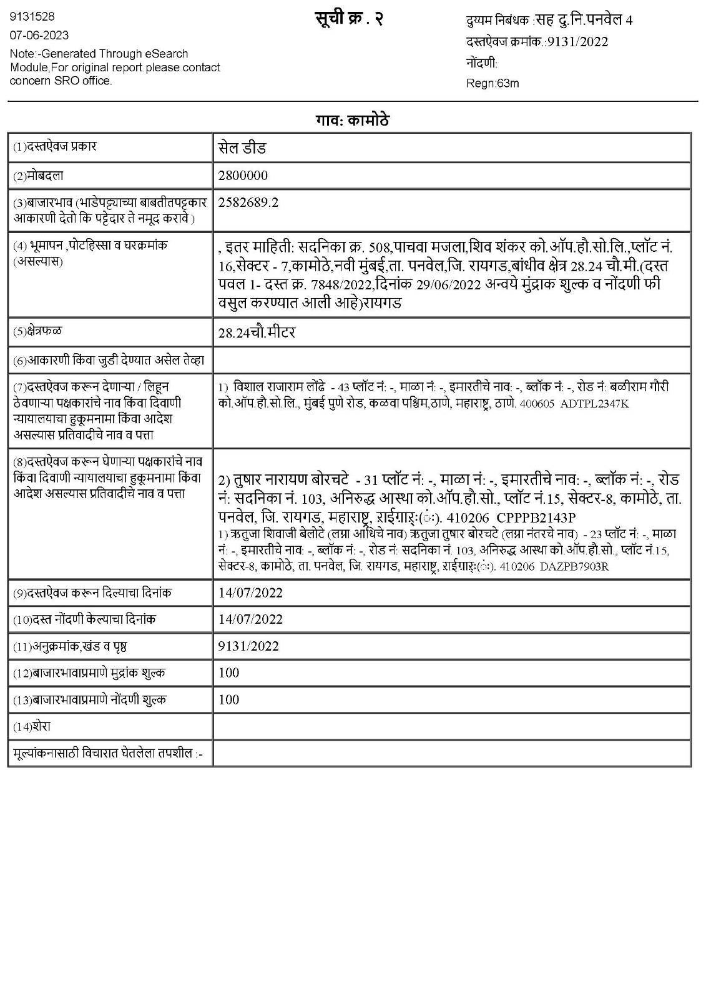 9131528
07-06-2023
Note:-Generated Through eSearch
Module,For original report please contact
concern SRO office.
सूची क्र . २
दुय्यम निबंधक :सह दु.नि.पनवेल 4
दस्तऐवज क्रमांक.:9131/2022
नोंदणी:
Regn:63m
गाव: कामोठे
(1)दस्तऐवज प्रकार
सेल डीड
(2)मोबदला
2800000
(3)बाजारभाव (भाडेपट्ट्याच्या बाबतीतपट्टकार
आकारणी देतो कि पट्टेदार ते नमूद करावे )
2582689.2
(4) भूमापन ,पोटहिस्सा व घरक्रमांक
(असल्यास)
, इतर माहिती: सदनिका क्र. 508,पाचवा मजला,शिव शंकर को.ऑप.हौ.सो.लि.,प्लॉट नं.
16,सेक्टर - 7,कामोठे,नवी मुंबई,ता. पनवेल,जि. रायगड,बांधीव क्षेत्र 28.24 चौ.मी.(दस्त
पवल 1- दस्त क्र. 7848/2022,दिनांक 29/06/2022 अन्वये मुंद्राक शुल्क व नोंदणी फी
वसुल करण्यात आली आहे)रायगड
(5)क्षेत्रफळ
28.24चौ.मीटर
(6)आकारणी किंवा जुडी देण्यात असेल तेव्हा
(7)दस्तऐवज करून देणाऱ्या / लिहून
ठेवणाऱ्या पक्षकारांचे नाव किंवा दिवाणी
न्यायालयाचा हुकूमनामा किंवा आदेश
असल्यास प्रतिवादीचे नाव व पत्ता
1) विशाल राजाराम लोंढे - 43 प्लॉट नं: -, माळा नं: -, इमारतीचे नाव: -, ब्लॉक नं: -, रोड नं: बळीराम गौरी
को.ऑप.हौ.सो.लि., मुंबई पुणे रोड, कळवा पश्चिम,ठाणे, महाराष्ट्र, ठाणे. 400605 ADTPL2347K
(8)दस्तऐवज करून घेणाऱ्या पक्षकारांचे नाव
किंवा दिवाणी न्यायालयाचा हुकूमनामा किंवा
आदेश असल्यास प्रतिवादीचे नाव व पत्ता
2) तुषार नारायण बोरचटे - 31 प्लॉट नं: -, माळा नं: -, इमारतीचे नाव: -, ब्लॉक नं: -, रोड
नं: सदनिका नं. 103, अनिरुद्ध आस्था को.ऑप.हौ.सो., प्लॉट नं.15, सेक्टर-8, कामोठे, ता.
पनवेल, जि. रायगड, महाराष्ट्र, ऱाईगाऱ्:(ंः). 410206 CPPPB2143P
1) ऋतुजा शिवाजी बेलोटे (लग्ना आधिचे नाव) ऋतुजा तुषार बोरचटे (लग्ना नंतरचे नाव) - 23 प्लॉट नं: -, माळा
नं: -, इमारतीचे नाव: -, ब्लॉक नं: -, रोड नं: सदनिका नं. 103, अनिरुद्ध आस्था को.ऑप.हौ.सो., प्लॉट नं.15,
सेक्टर-8, कामोठे, ता. पनवेल, जि. रायगड, महाराष्ट्र, ऱाईगाऱ्:(ंः). 410206 DAZPB7903R
(9)दस्तऐवज करून दिल्याचा दिनांक
14/07/2022
(10)दस्त नोंदणी केल्याचा दिनांक
14/07/2022
(11)अनुक्रमांक,खंड व पृष्ठ
9131/2022
(12)बाजारभावाप्रमाणे मुद्रांक शुल्क
100
(13)बाजारभावाप्रमाणे नोंदणी शुल्क
100
(14)शेरा
मूल्यांकनासाठी विचारात घेतलेला तपशील :-